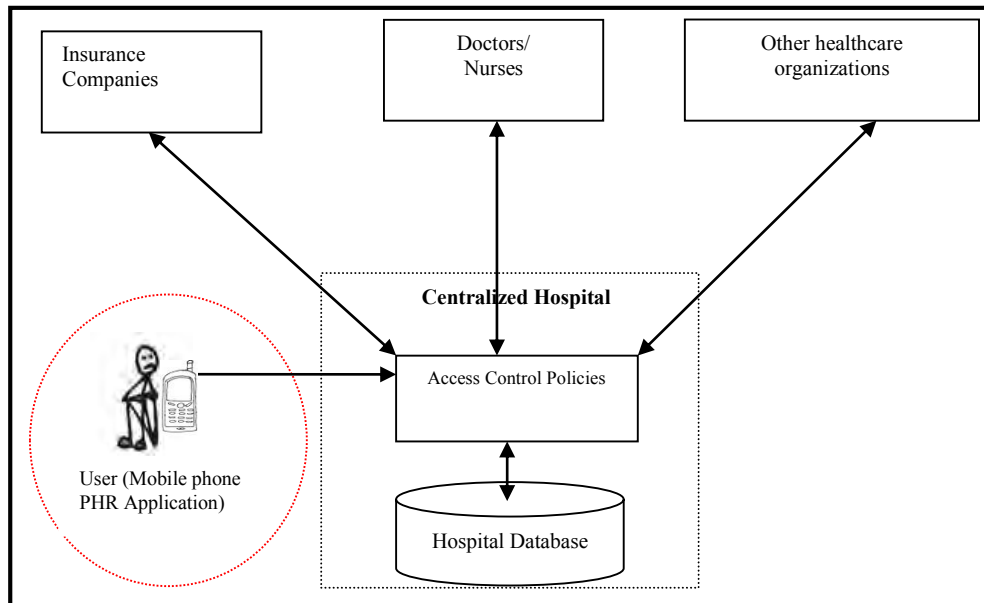 Insurance
Companies
Doctors/
Nurses
Other healthcare
organizations
Centralized Hospital
Access Control Policies
User (Mobile phone
PHR Application)
Hospital Database